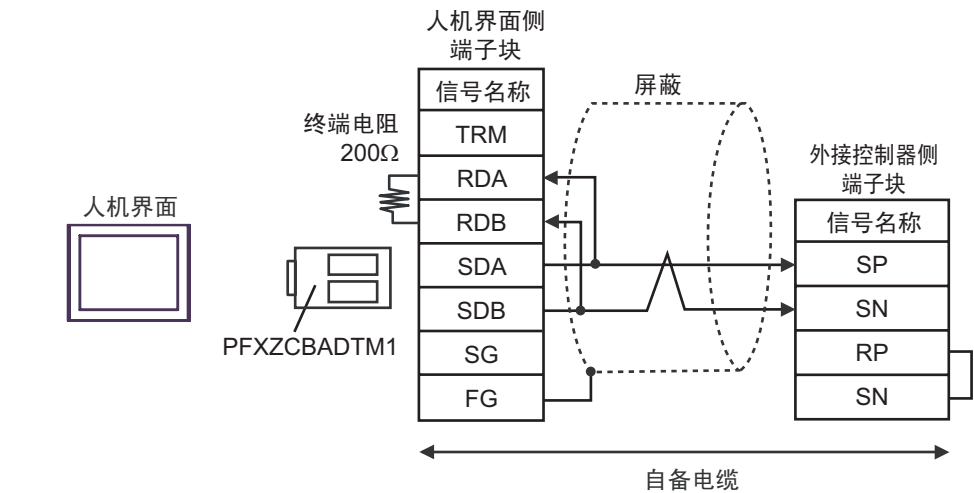 人机界面侧
端子块
信号名称
屏蔽
终端电阻
200Ω
TRM
RDA
RDB
SDA
SDB
SG
FG
人机界面
PFXZCBADTM1
外接控制器侧
端子块
信号名称
SP
SN
RP
SN
自备电缆